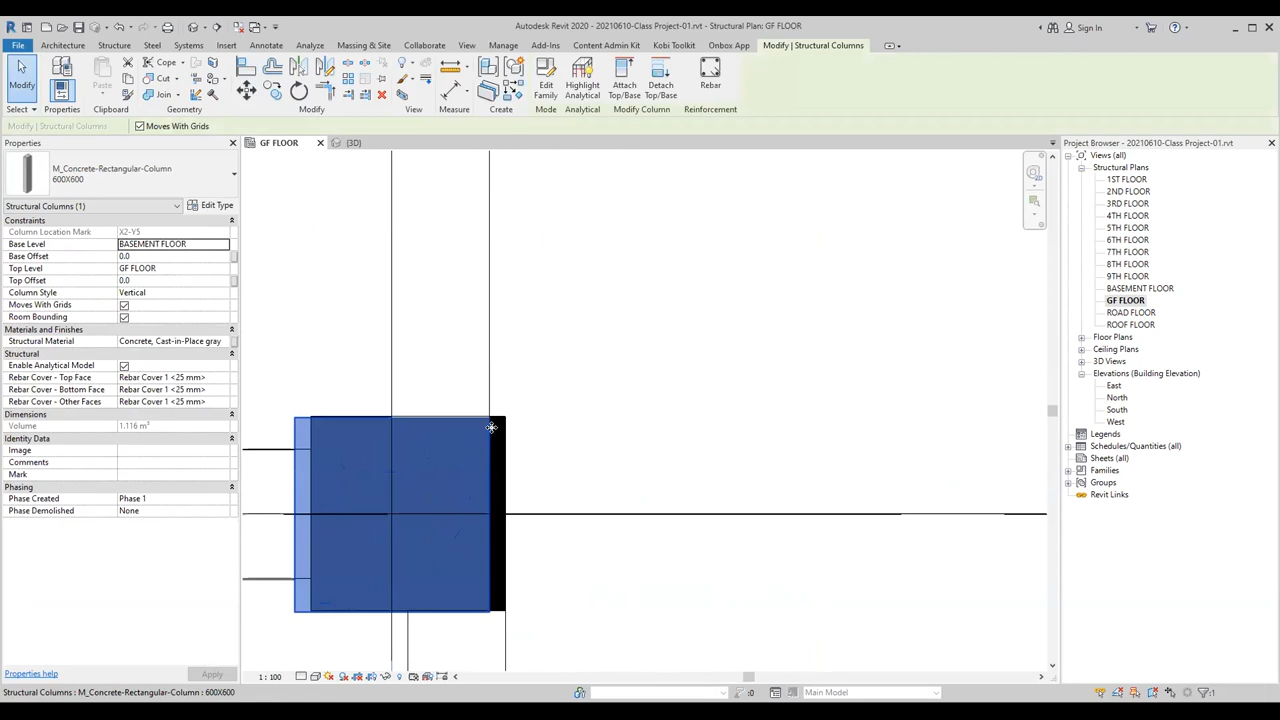 Autodesk Revit 2020 - 20210610-Class Project-01.rvt - Structural Plan: GF FLOOR
Sign In
File Architecture Structure Steel Systems Insert Annotate Analyze Massing & Site Collaborate View Manage Add-Ins Content Admin Kit Kobi Toolkit Onbox App Modify | Structural Columns
Modify
Paste
Cope
Cut
Join
Edit Family
Highlight Analytical
Attach Top/Base
Detach Top/Base
Rebar
Select Properties Clipboard Geometry Modify View Measure Create Mode Analytical Modify Column Reinforcement
Modify | Structural Columns Moves With Grids
Properties
M_Concrete-Rectangular-Column
600X600
Structural Columns (1) Edit Type
Constraints
Column Location Mark X2-Y5
Base Level BASEMENT FLOOR
Base Offset 0.0
Top Level GF FLOOR
Top Offset 0.0
Column Style Vertical
Moves With Grids
Room Bounding
Materials and Finishes
Structural Material Concrete, Cast-in-Place gray
Structural
Enable Analytical Model
Rebar Cover - Top Face Rebar Cover 1 <25 mm>
Rebar Cover - Bottom Face Rebar Cover 1 <25 mm>
Rebar Cover - Other Faces Rebar Cover 1 <25 mm>
Dimensions
Volume 1.116 m³
Identity Data
Image
Comments
Mark
Phasing
Phase Created Phase 1
Phase Demolished None
Properties help Apply
GF FLOOR {3D}
2D
1 : 100
Project Browser - 20210610-Class Project-01.rvt
Views (all)
Structural Plans
1ST FLOOR
2ND FLOOR
3RD FLOOR
4TH FLOOR
5TH FLOOR
6TH FLOOR
7TH FLOOR
8TH FLOOR
9TH FLOOR
BASEMENT FLOOR
GF FLOOR
ROAD FLOOR
ROOF FLOOR
Floor Plans
Ceiling Plans
3D Views
Elevations (Building Elevation)
East
North
South
West
Legends
Schedules/Quantities (all)
Sheets (all)
Families
Groups
Revit Links
Structural Columns : M_Concrete-Rectangular-Column : 600X600 :0 Main Model :1